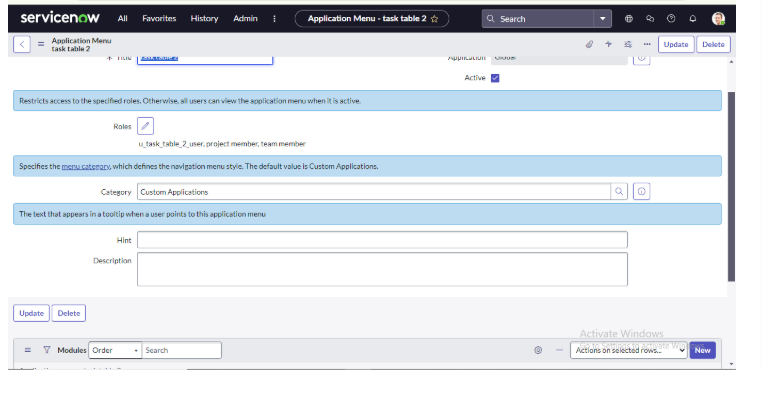 servicenow All Favorites History Admin Application Menu - task table 2 Search
Application Menu
task table 2
Update Delete
Title task table 2 Application Global
Active
Restricts access to the specified roles. Otherwise, all users can view the application menu when it is active.
Roles
u_task_table_2_user, project member, team member
Specifies the menu category, which defines the navigation menu style. The default value is Custom Applications.
Category Custom Applications
The text that appears in a tooltip when a user points to this application menu
Hint
Description
Update Delete
Activate Windows
Go to Settings to activate Windows.
Modules Order Search Actions on selected rows... New